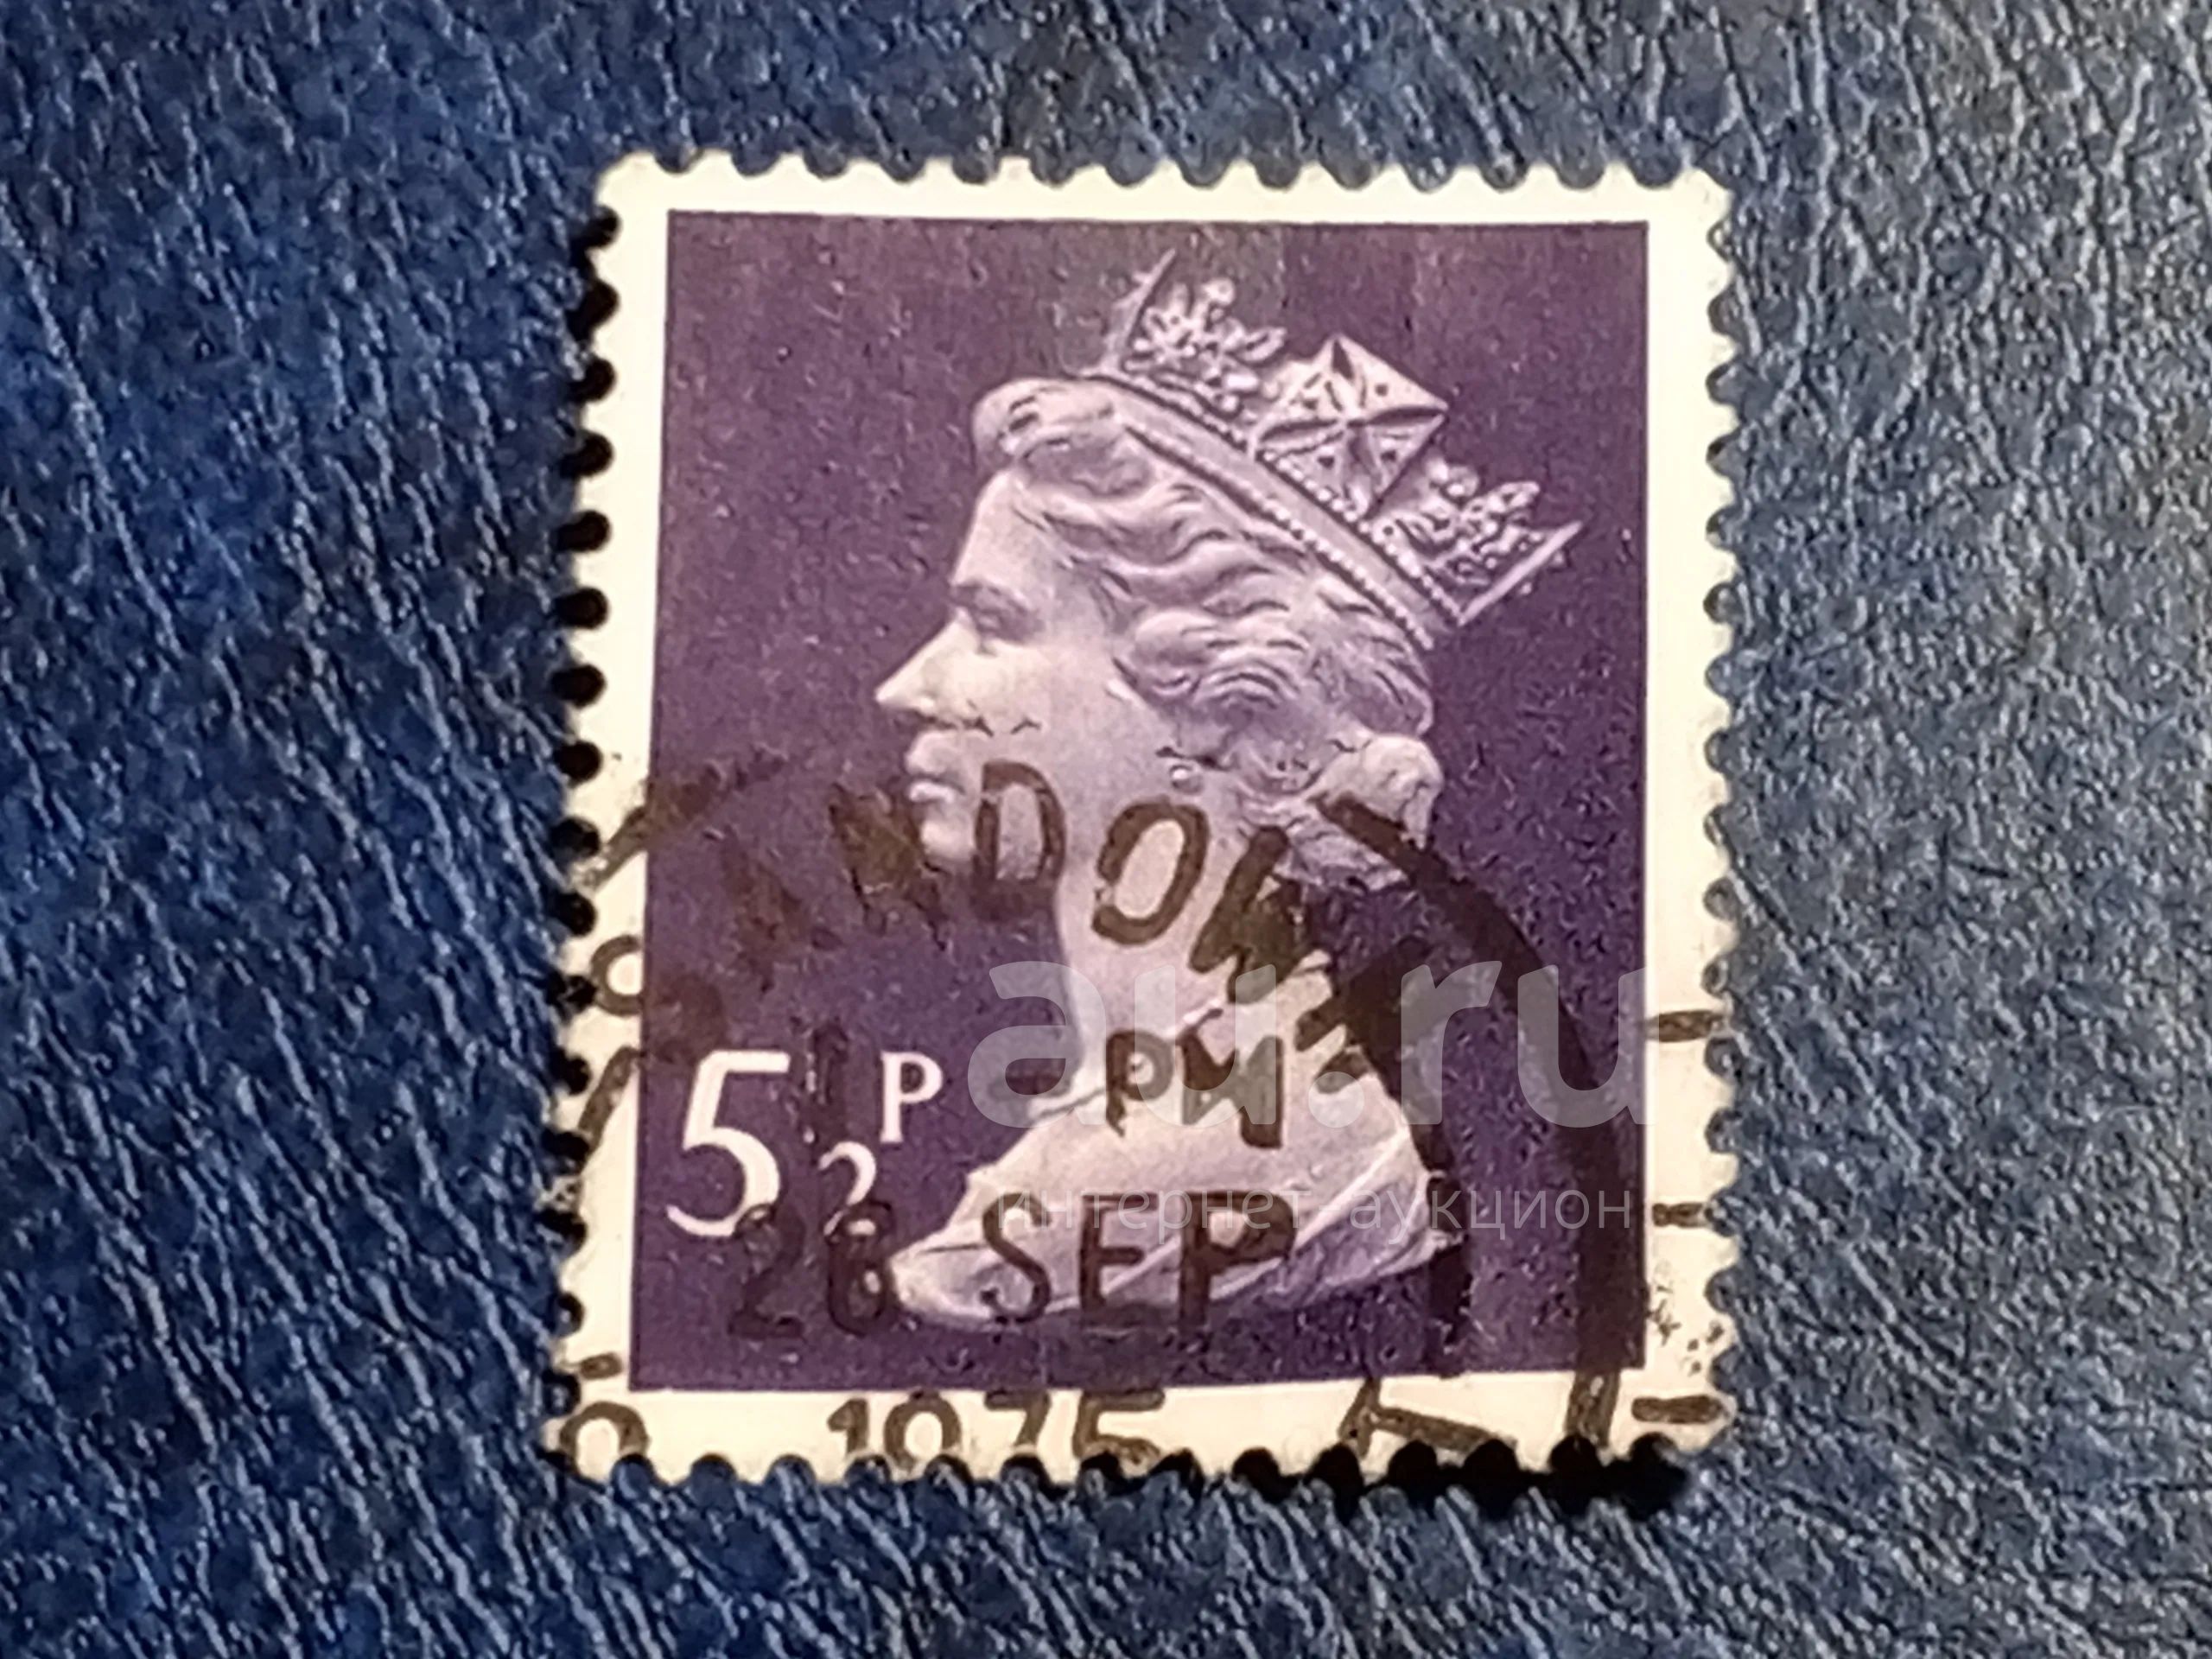 5½P
PM
26 SEP
1975
au.ru
интернет аукцион